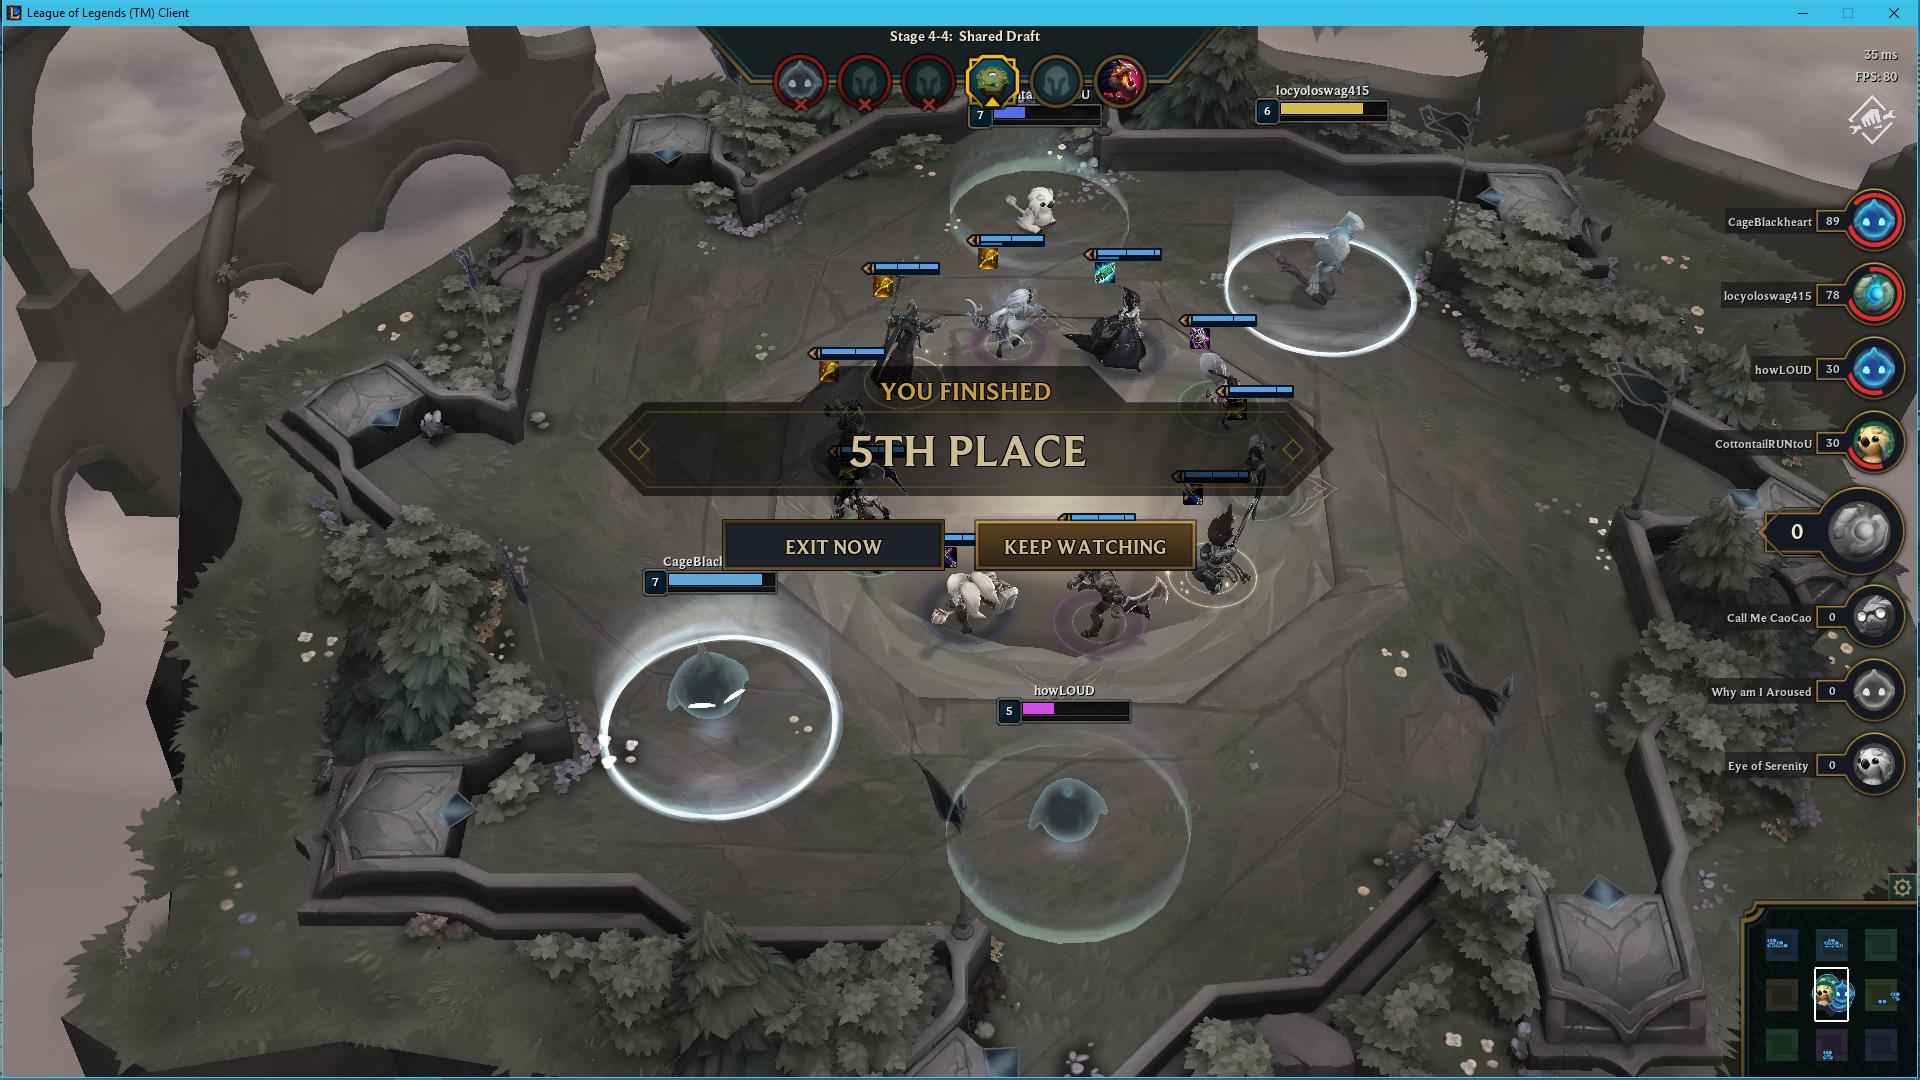 League of Legends (TM) Client
Stage 4-4: Shared Draft
35 ms
FPS: 80
7
locyoloswag415
6
CageBlackheart 89
locyoloswag415 78
howLOUD 30
CottontailRUNtoU 30
0
Call Me CaoCao 0
Why am I Aroused 0
Eye of Serenity 0
YOU FINISHED
5TH PLACE
EXIT NOW
KEEP WATCHING
CageBlac
7
howLOUD
5